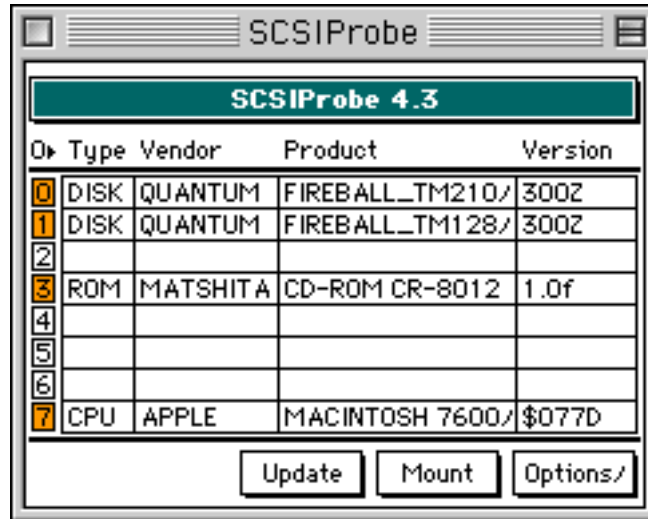 SCSIProbe
SCSIProbe 4.3
0▸ Type Vendor Product Version
0 DISK QUANTUM FIREBALL_TM210/ 300Z
1 DISK QUANTUM FIREBALL_TM128/ 300Z
2
3 ROM MATSHITA CD-ROM CR-8012 1.0f
4
5
6
7 CPU APPLE MACINTOSH 7600/ $077D
Update Mount Options/